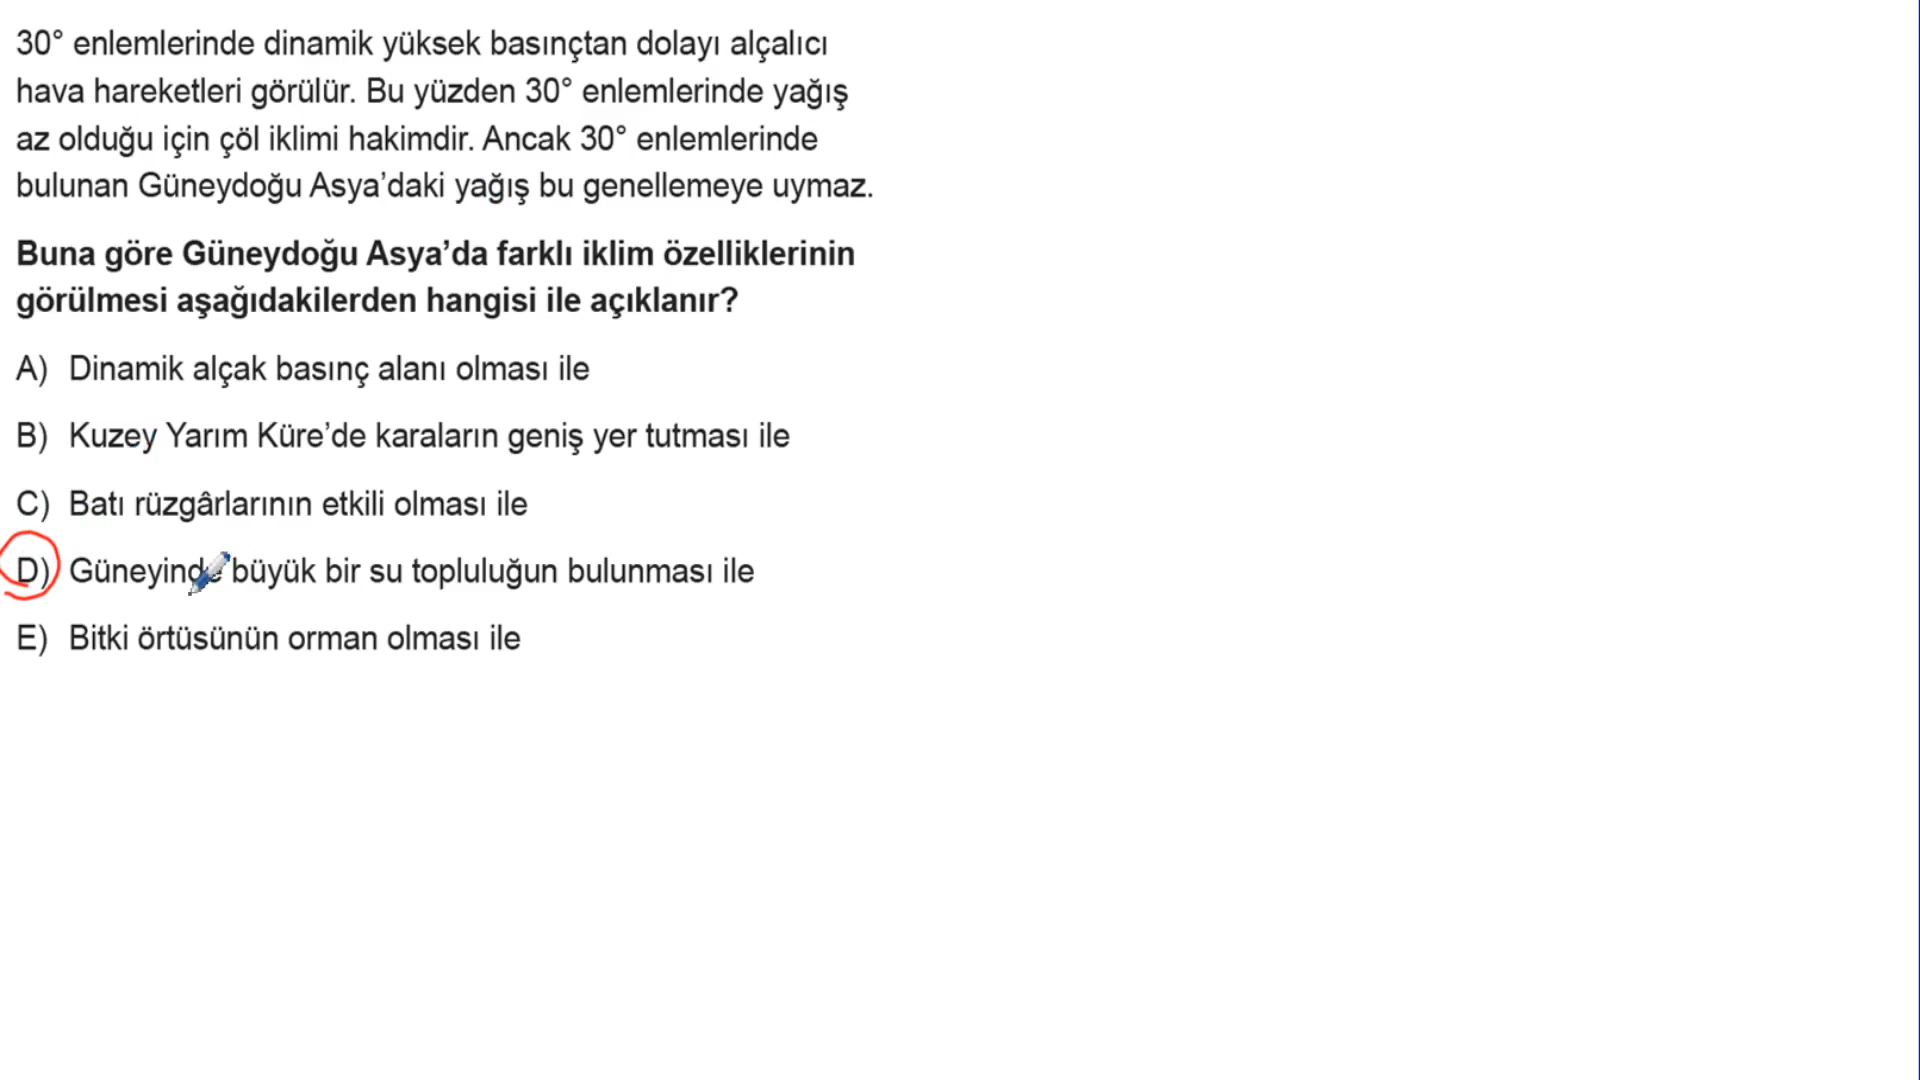 30° enlemlerinde dinamik yüksek basınçtan dolayı alçalıcı
hava hareketleri görülür. Bu yüzden 30° enlemlerinde yağış
az olduğu için çöl iklimi hakimdir. Ancak 30° enlemlerinde
bulunan Güneydoğu Asya’daki yağış bu genellemeye uymaz.
Buna göre Güneydoğu Asya’da farklı iklim özelliklerinin
görülmesi aşağıdakilerden hangisi ile açıklanır?
A) Dinamik alçak basınç alanı olması ile
B) Kuzey Yarım Küre’de karaların geniş yer tutması ile
C) Batı rüzgârlarının etkili olması ile
D) Güneyinde büyük bir su topluluğun bulunması ile
E) Bitki örtüsünün orman olması ile